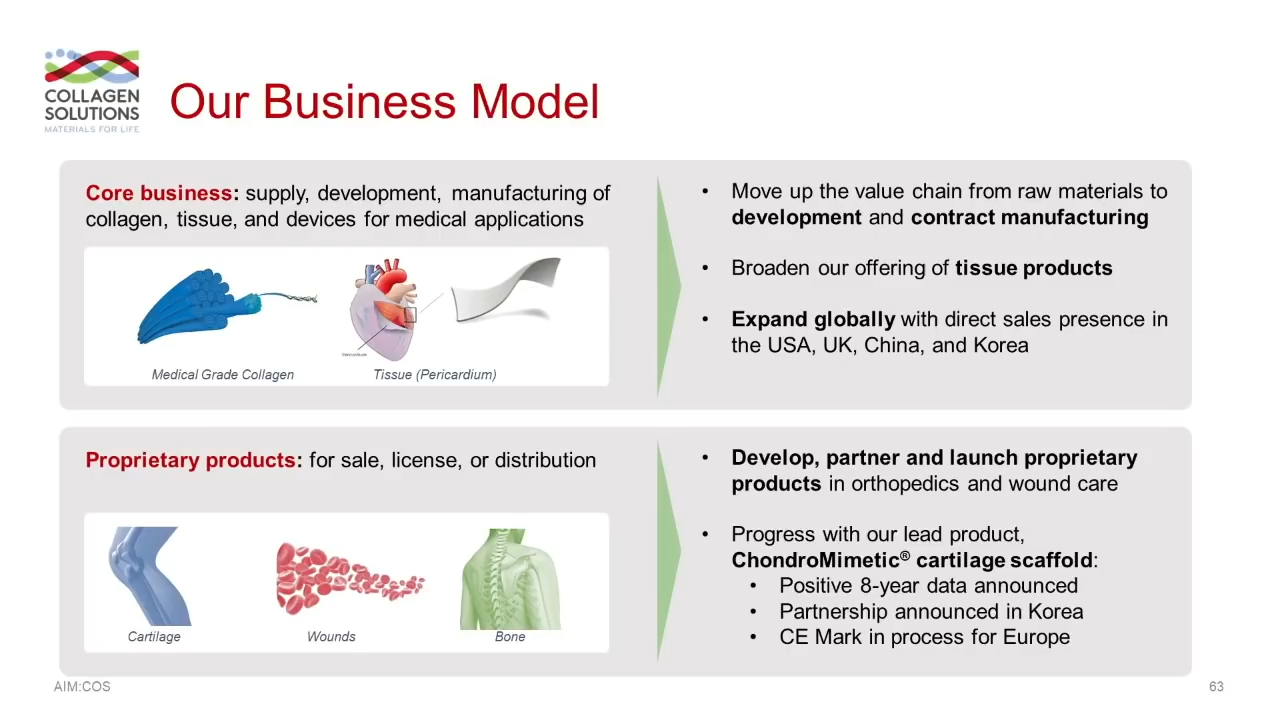 COLLAGEN
SOLUTIONS
MATERIALS FOR LIFE
Our Business Model
Core business: supply, development, manufacturing of
collagen, tissue, and devices for medical applications
Medical Grade Collagen
Tissue (Pericardium)
• Move up the value chain from raw materials to
development and contract manufacturing
• Broaden our offering of tissue products
• Expand globally with direct sales presence in
the USA, UK, China, and Korea
Proprietary products: for sale, license, or distribution
Cartilage
Wounds
Bone
• Develop, partner and launch proprietary
products in orthopedics and wound care
• Progress with our lead product,
ChondroMimetic® cartilage scaffold:
• Positive 8-year data announced
• Partnership announced in Korea
• CE Mark in process for Europe
AIM:COS
63